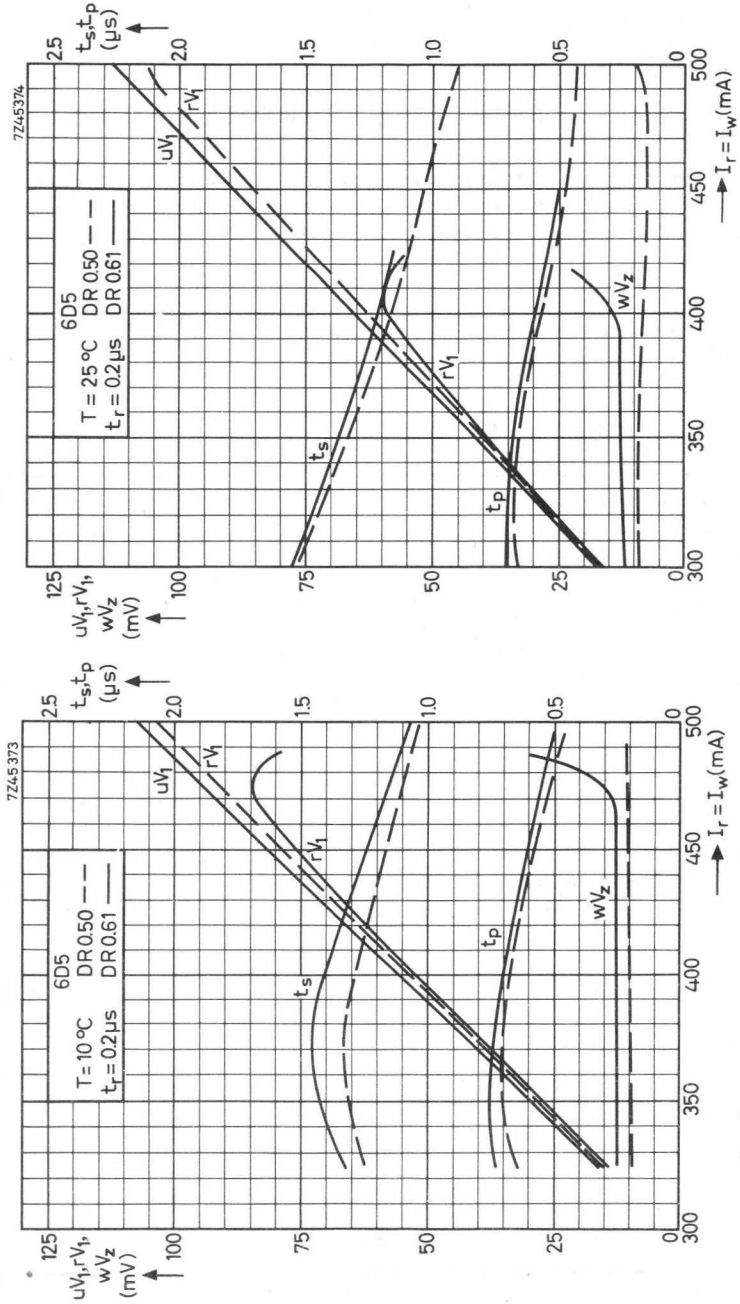 7Z45373
uV₁, rV₁,
wV_z
(mV)
t_s, t_p
(μs)
6D5
T = 10 °C DR 0.50 — —
t_r = 0.2 μs DR 0.61 ——
125
100
75
50
25
0
2.5
2.0
1.5
1.0
0.5
0
uV₁
rV₁
rV₁
t_s
t_p
wV_z
300
350
400
450
500
I_r = I_w (mA)
7Z45374
uV₁, rV₁,
wV_z
(mV)
t_s, t_p
(μs)
6D5
T = 25 °C DR 0.50 — —
t_r = 0.2 μs DR 0.61 ——
125
100
75
50
25
0
2.5
2.0
1.5
1.0
0.5
0
uV₁
rV₁
t_s
rV₁
t_p
wV_z
300
350
400
450
500
I_r = I_w (mA)